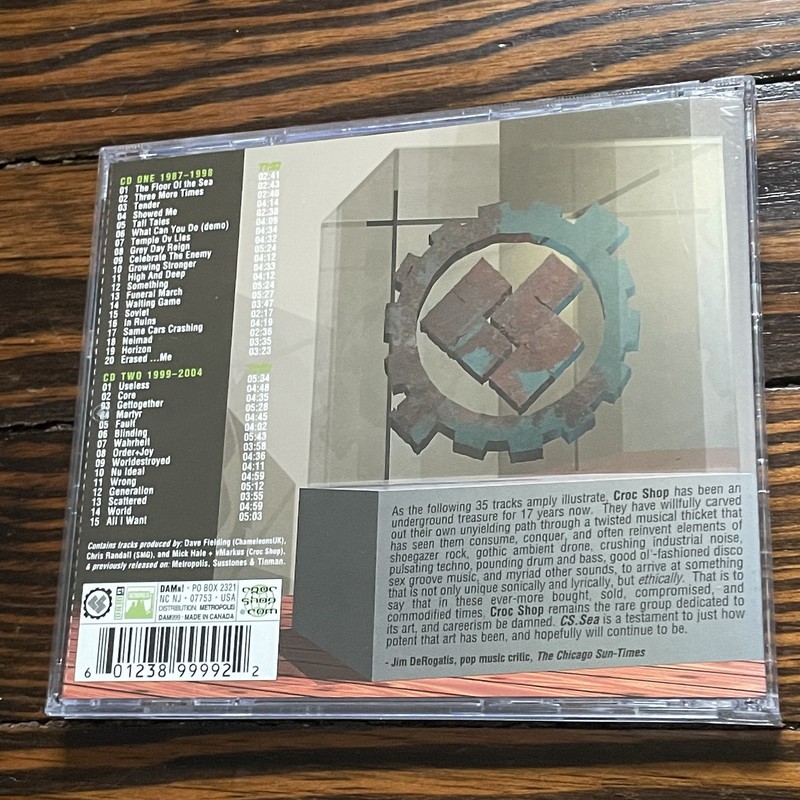 CD ONE 1987-1998
01 The Floor Of the Sea 02:41
02 Three More Times 02:43
03 Tender 02:40
04 Showed Me 04:14
05 Tall Tales 02:38
06 What Can You Do (demo) 04:09
07 Temple Ov Lies 04:34
08 Grey Day Reign 04:32
09 Celebrate The Enemy 05:24
10 Growing Stronger 04:12
11 High And Deep 04:33
12 Something 04:12
13 Funeral March 05:24
14 Waiting Game 05:27
15 Soviet 03:47
16 In Ruins 02:17
17 Same Cars Crashing 04:19
18 Neimad 02:36
19 Horizon 03:35
20 Erased ...Me 03:23
CD TWO 1999-2004
01 Useless 05:34
02 Core 04:48
03 Gettogether 04:35
04 Martyr 05:28
05 Fault 04:45
06 Blinding 04:02
07 Wahrheit 05:43
08 Order+Joy 03:58
09 Worldestroyed 04:36
10 Nu Ideal 04:11
11 Wrong 04:59
12 Generation 05:12
13 Scattered 03:55
14 World 04:59
15 All I Want 05:03
Contains tracks produced by: Dave Fielding (ChameleonsUK),
Chris Randall (SMG), and Mick Hale + vMarkus (Croc Shop).
& previously released on: Metropolis, Susstones & Tinman.
DAMs! · PO BOX 2321
NC NJ · 07753 · USA
DISTRIBUTION: METROPOLIS
DAM999 · MADE IN CANADA
croc
shop
.com
6 01238 99992 2
As the following 35 tracks amply illustrate, Croc Shop has been an
underground treasure for 17 years now. They have willfully carved
out their own unyielding path through a twisted musical thicket that
has seen them consume, conquer, and often reinvent elements of
shoegazer rock, gothic ambient drone, crushing industrial noise,
pulsating techno, pounding drum and bass, good ol'-fashioned disco
sex groove music, and myriad other sounds, to arrive at something
that is not only unique sonically and lyrically, but ethically. That is to
say that in these ever-more bought, sold, compromised, and
commodified times, Croc Shop remains the rare group dedicated to
its art, and careerism be damned. CS.Sea is a testament to just how
potent that art has been, and hopefully will continue to be.
- Jim DeRogatis, pop music critic, The Chicago Sun-Times